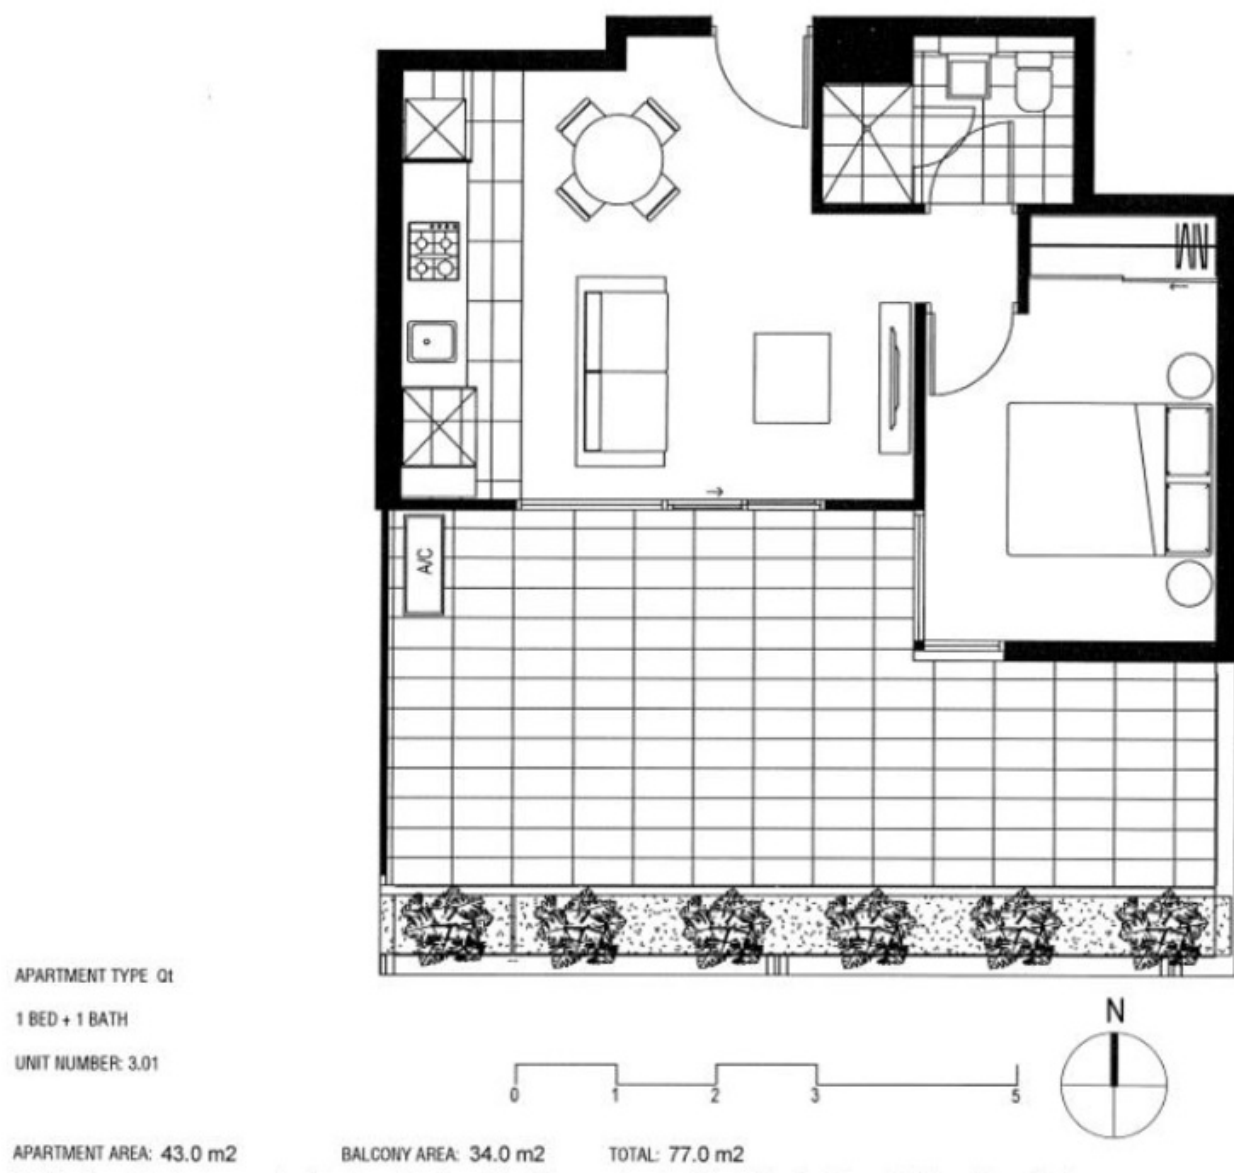 A/C
APARTMENT TYPE Qt
1 BED + 1 BATH
UNIT NUMBER: 3.01
N
0 1 2 3 5
APARTMENT AREA: 43.0 m2 BALCONY AREA: 34.0 m2 TOTAL: 77.0 m2